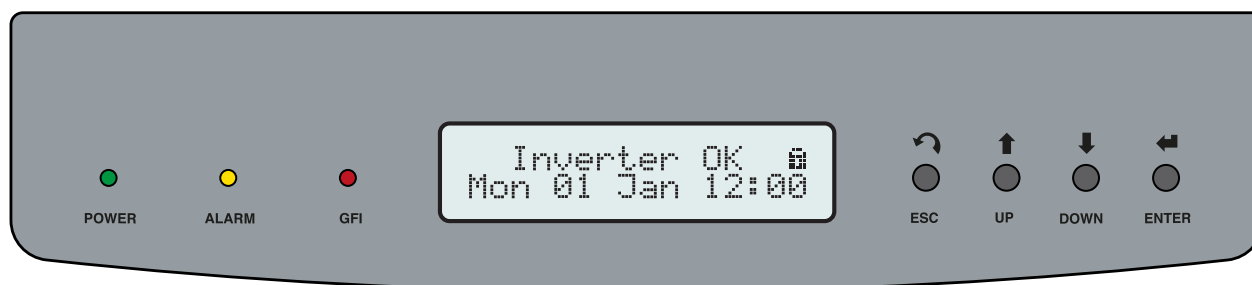 Inverter OK
Mon 01 Jan 12:00
POWER
ALARM
GFI
ESC
UP
DOWN
ENTER